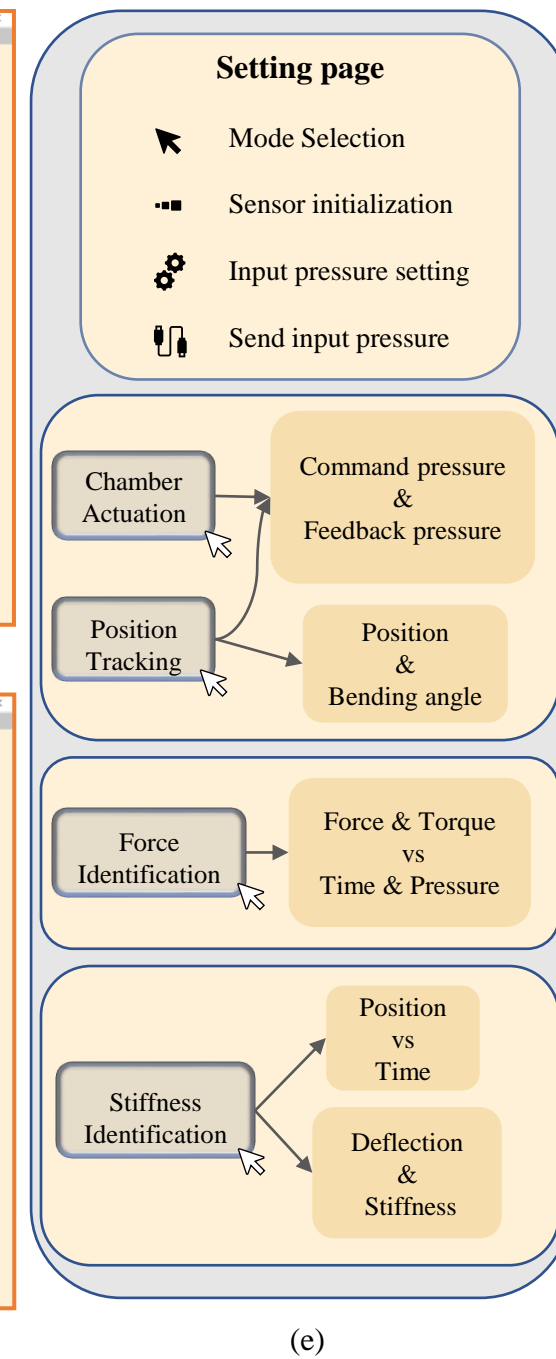 Setting page
Mode Selection
Sensor initialization
Input pressure setting
Send input pressure
Chamber
Actuation
Command pressure
&
Feedback pressure
Position
Tracking
Position
&
Bending angle
Force
Identification
Force & Torque
vs
Time & Pressure
Stiffness
Identification
Position
vs
Time
Deflection
&
Stiffness
(e)